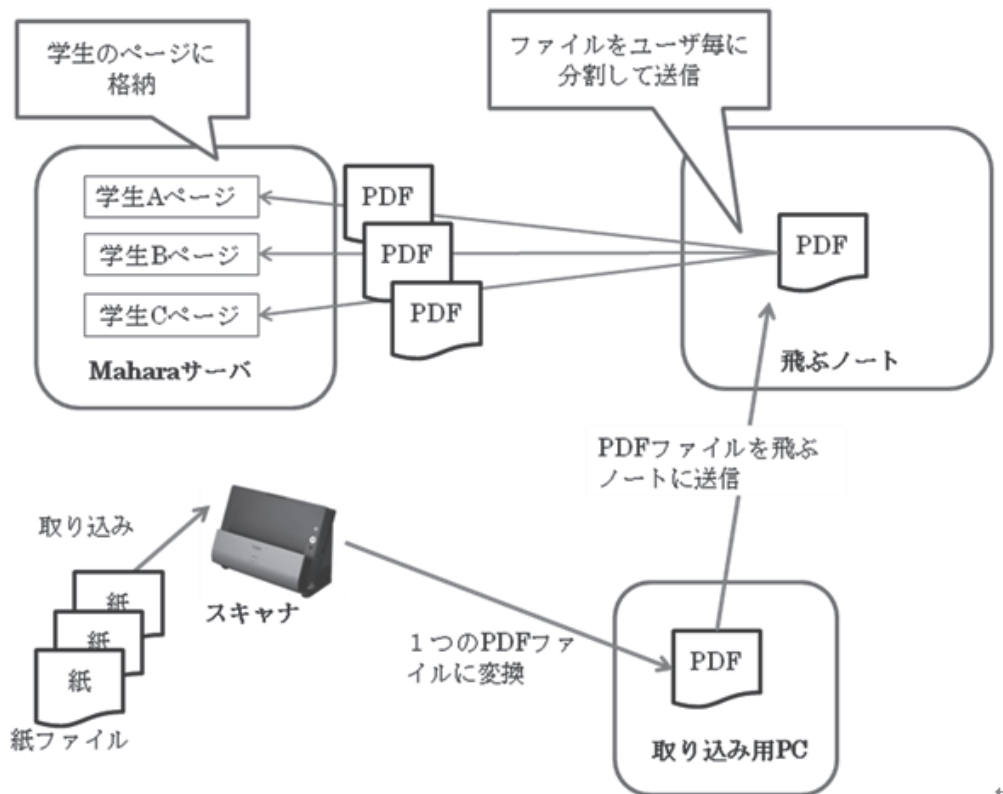 学生のページに
格納
ファイルをユーザ毎に
分割して送信
学生Aページ
学生Bページ
学生Cページ
Maharaサーバ
PDF
PDF
PDF
PDF
飛ぶノート
PDFファイルを飛ぶ
ノートに送信
取り込み
紙
紙
紙
紙ファイル
スキャナ
１つのPDFファ
イルに変換
PDF
取り込み用PC